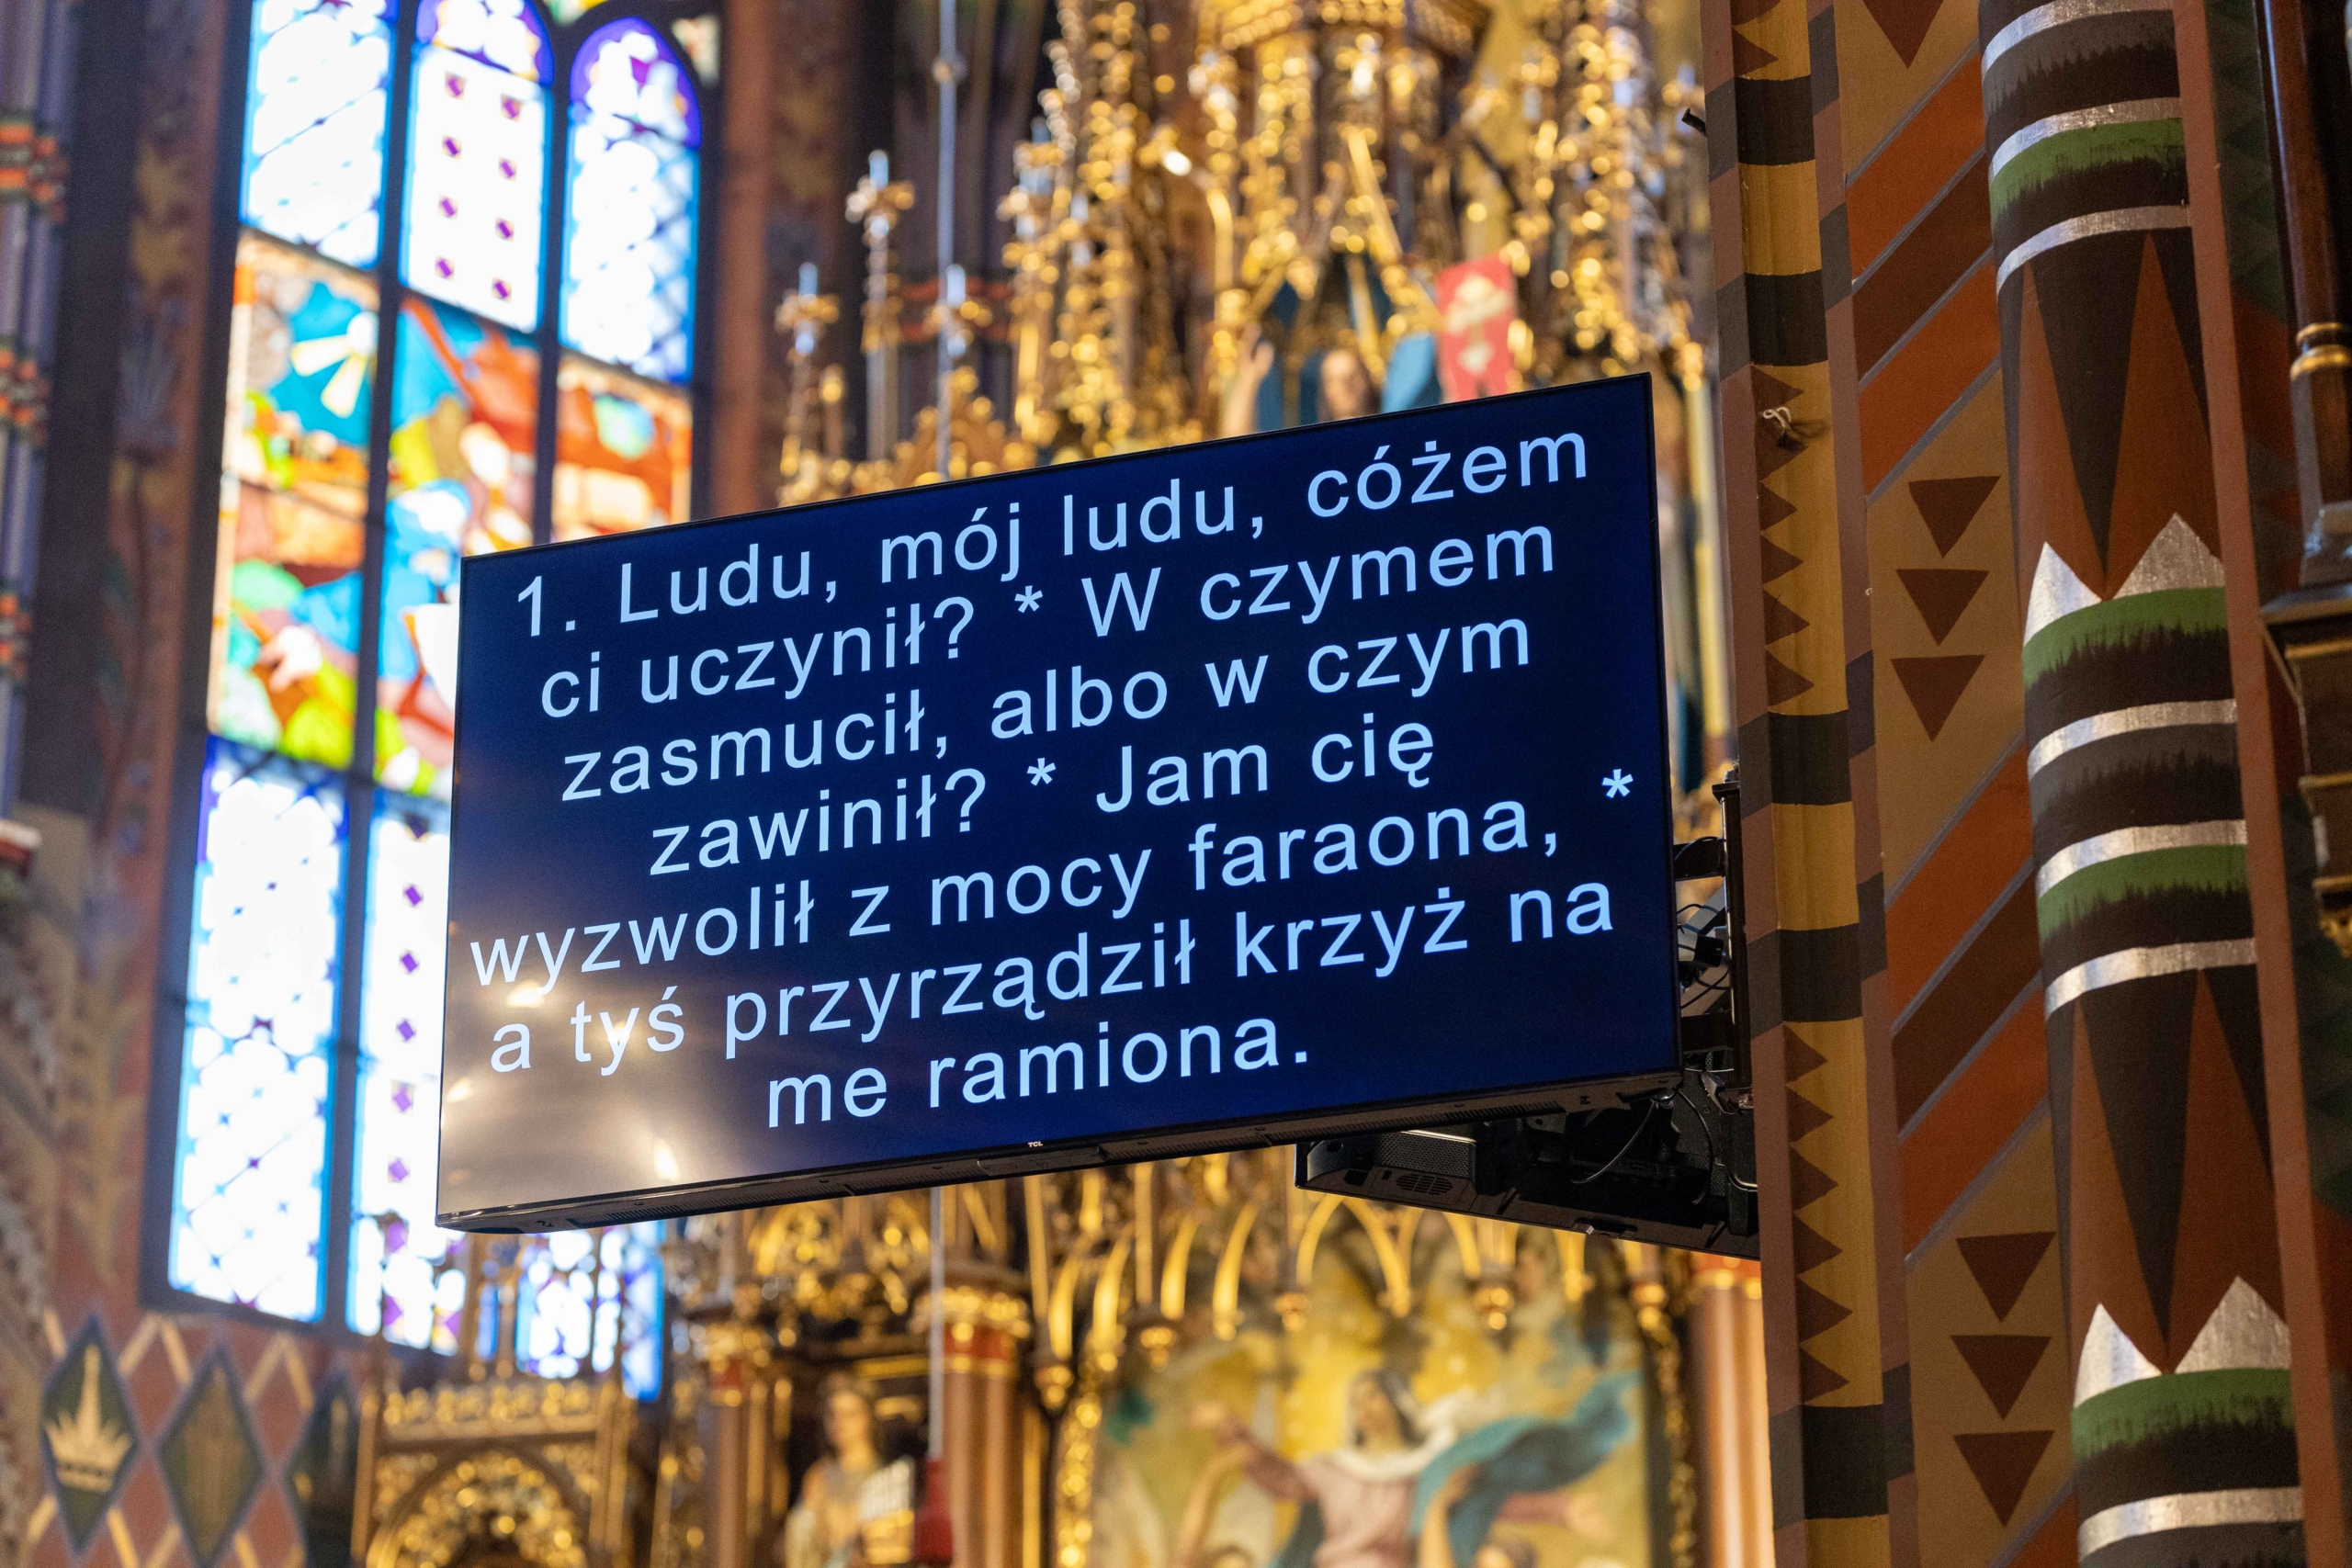 1. Ludu, mój ludu, cóżem
ci uczynił? * W czymem
zasmucił, albo w czym
zawinił? * Jam cię
wyzwolił z mocy faraona, *
a tyś przyrządził krzyż na
me ramiona.
TCL